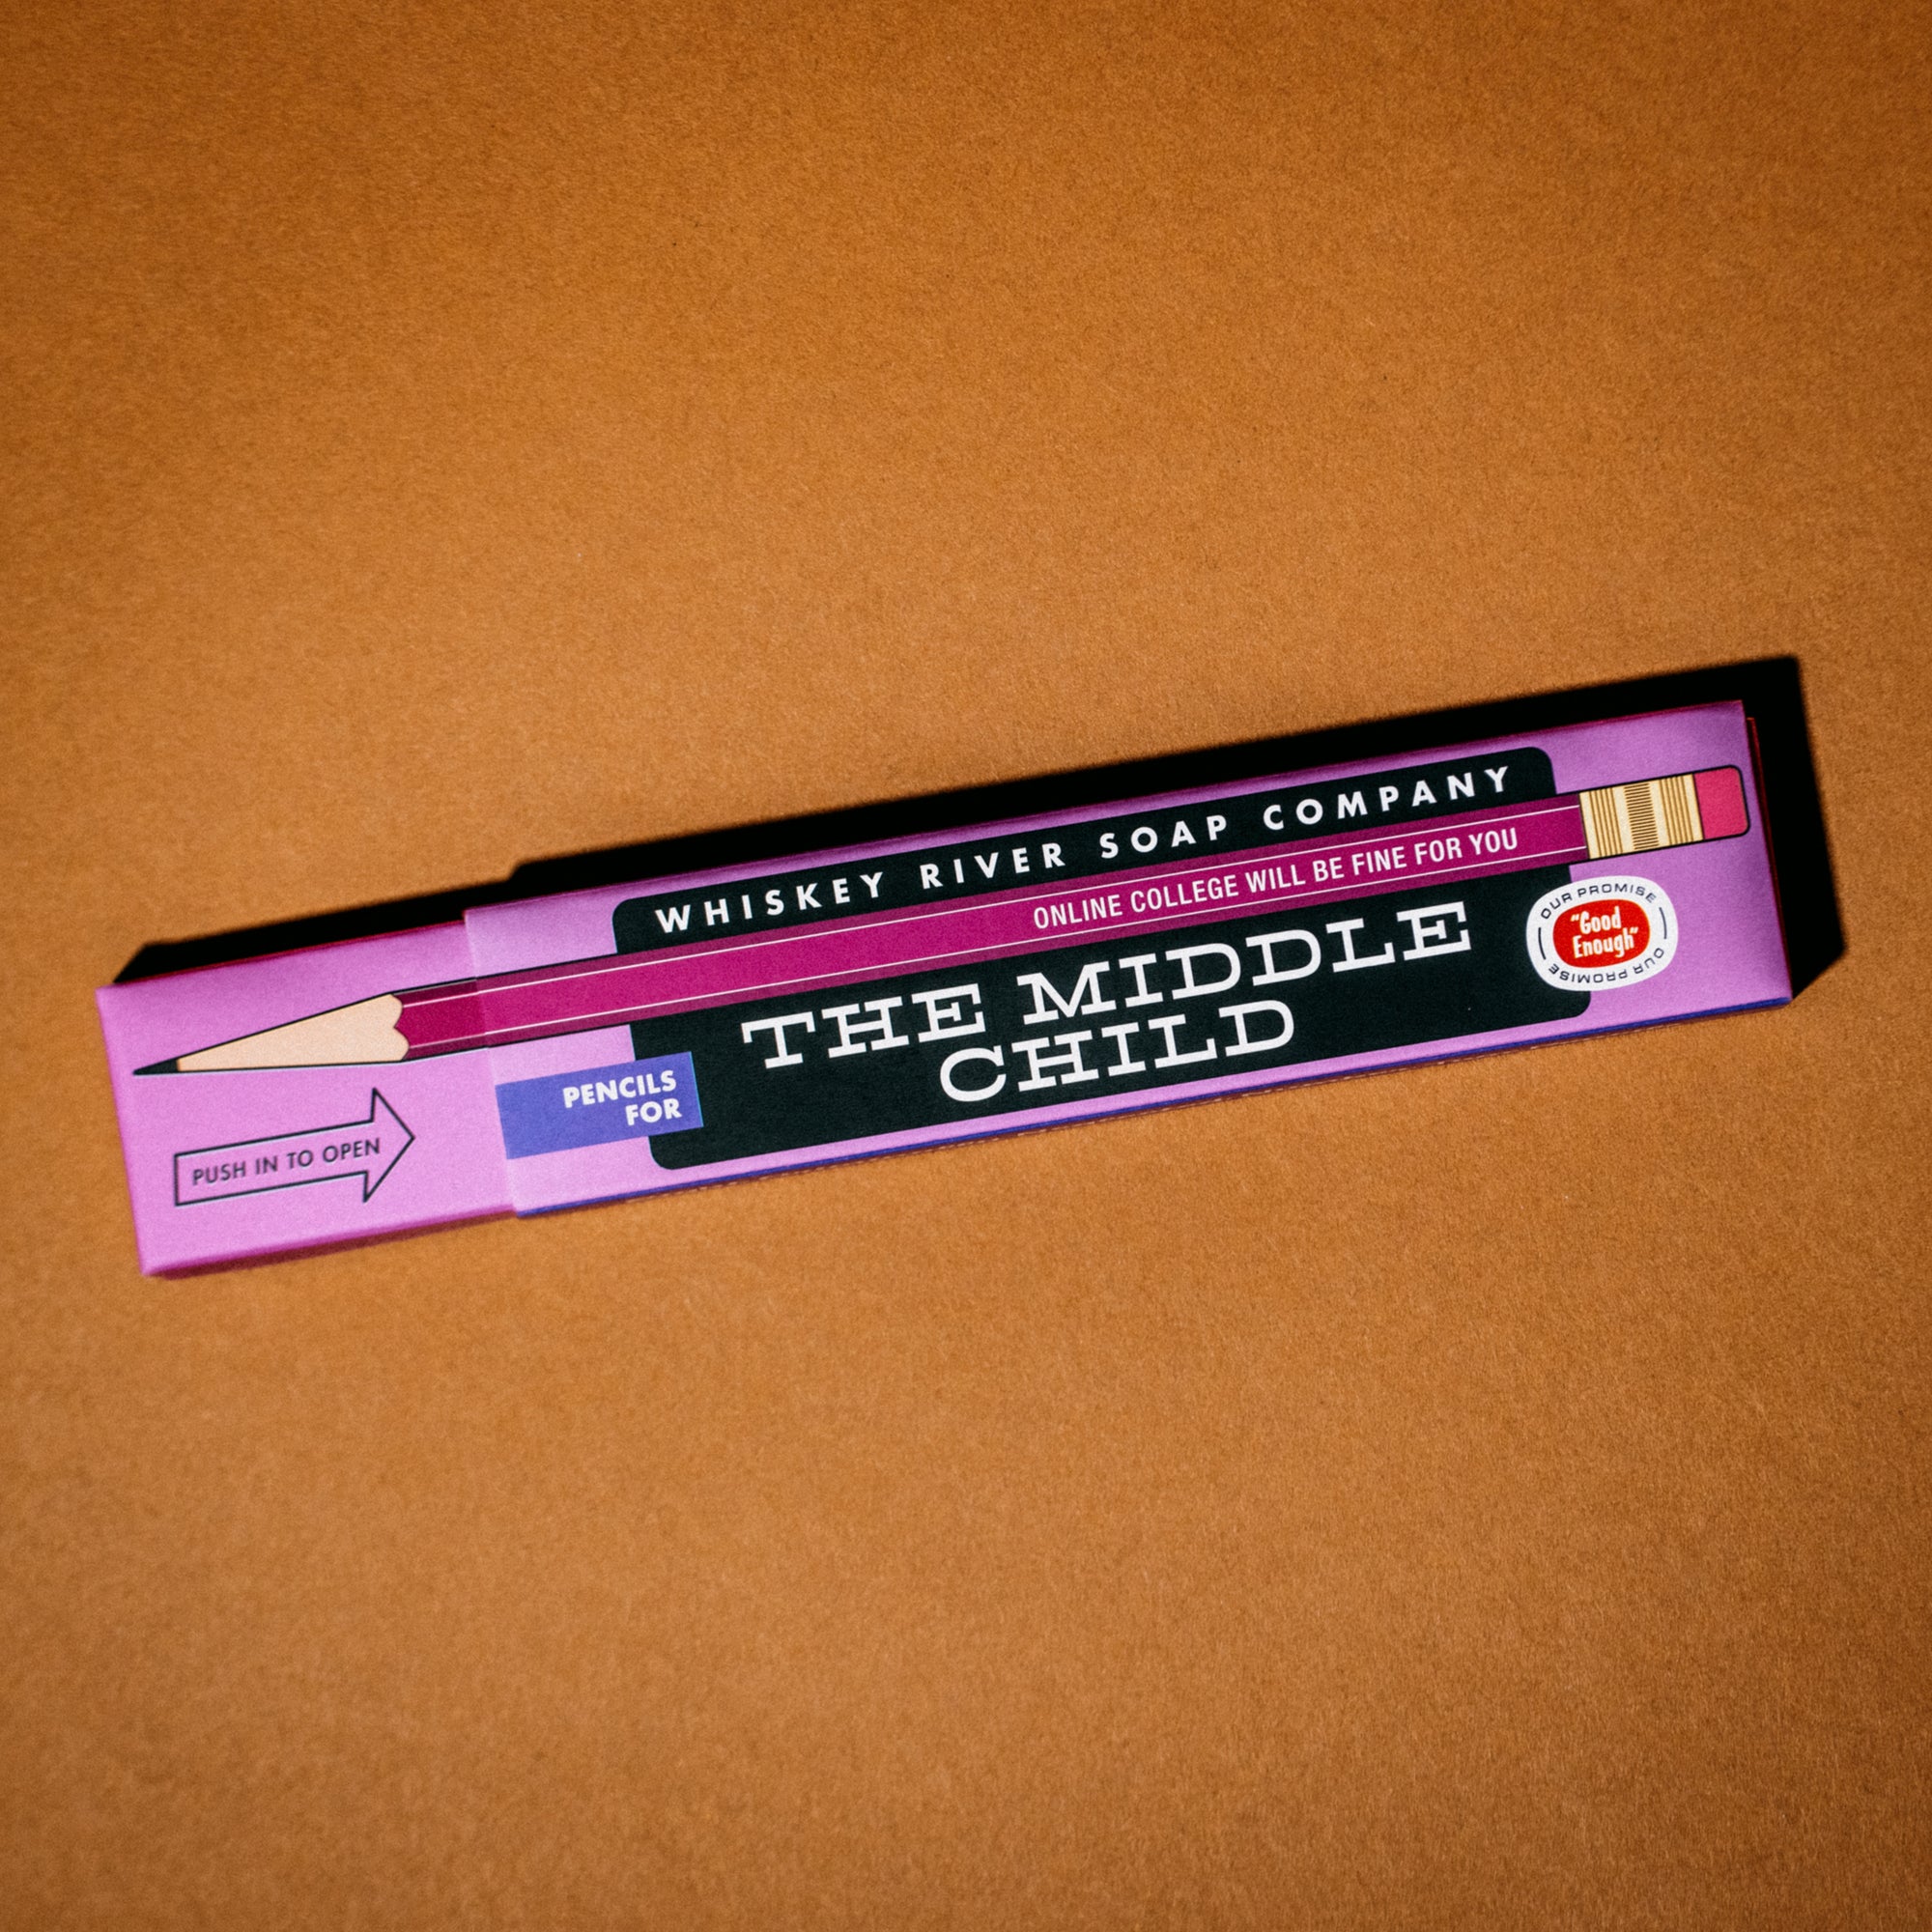 WHISKEY RIVER SOAP COMPANY
ONLINE COLLEGE WILL BE FINE FOR YOU
PENCILS
FOR
THE MIDDLE
CHILD
OUR PROMISE
"Good
Enough"
OUR PROMISE
PUSH IN TO OPEN